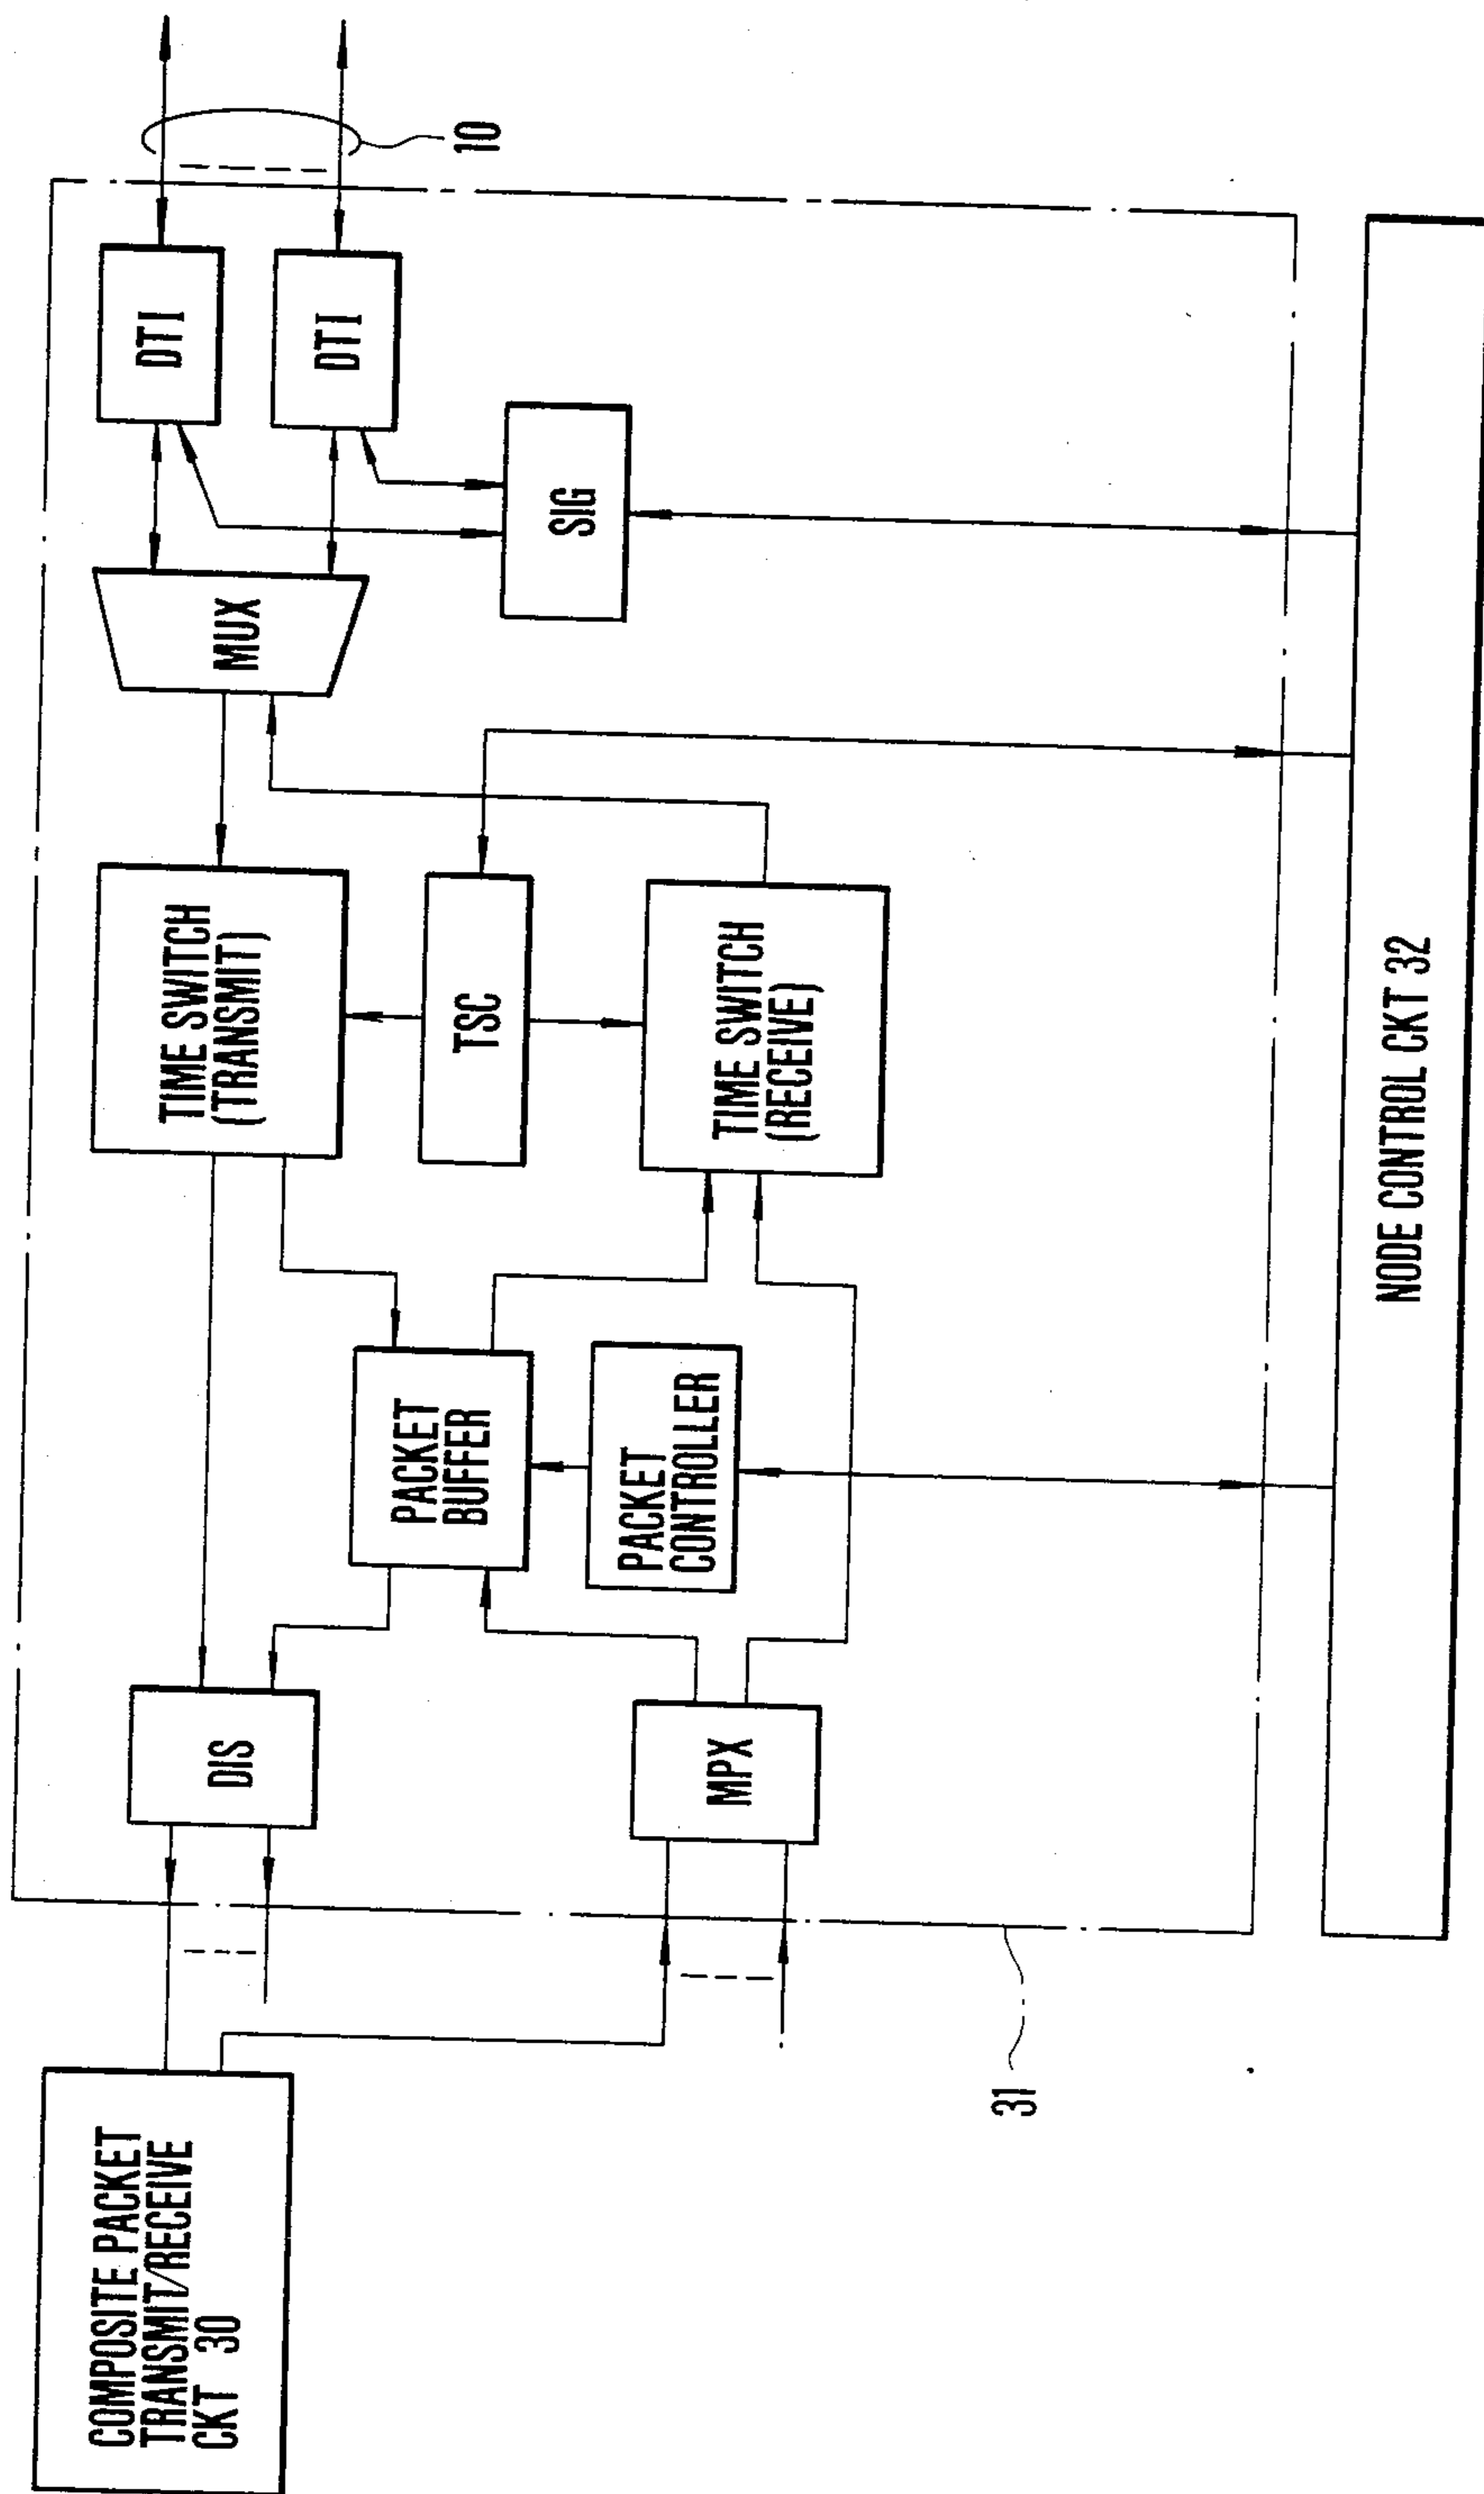 COMPOSITE PACKET
TRANSMIT/RECEIVE
CKT 30
DIS
PACKET
BUFFER
TIME SWITCH
(TRANSMIT)
MUX
DTI
DTI
10
SIG
TSC
PACKET
CONTROLLER
TIME SWITCH
(RECEIVE)
MPX
31
NODE CONTROL CKT 32